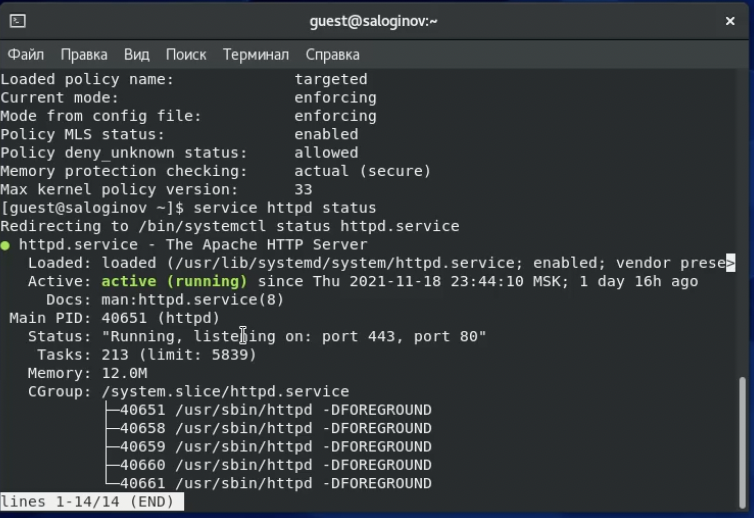 guest@saloginov:~
Файл Правка Вид Поиск Терминал Справка
Loaded policy name:             targeted
Current mode:                   enforcing
Mode from config file:          enforcing
Policy MLS status:              enabled
Policy deny_unknown status:     allowed
Memory protection checking:     actual (secure)
Max kernel policy version:      33
[guest@saloginov ~]$ service httpd status
Redirecting to /bin/systemctl status httpd.service
● httpd.service - The Apache HTTP Server
   Loaded: loaded (/usr/lib/systemd/system/httpd.service; enabled; vendor prese>
   Active: active (running) since Thu 2021-11-18 23:44:10 MSK; 1 day 16h ago
     Docs: man:httpd.service(8)
 Main PID: 40651 (httpd)
   Status: "Running, listening on: port 443, port 80"
    Tasks: 213 (limit: 5839)
   Memory: 12.0M
   CGroup: /system.slice/httpd.service
           ├─40651 /usr/sbin/httpd -DFOREGROUND
           ├─40658 /usr/sbin/httpd -DFOREGROUND
           ├─40659 /usr/sbin/httpd -DFOREGROUND
           ├─40660 /usr/sbin/httpd -DFOREGROUND
           └─40661 /usr/sbin/httpd -DFOREGROUND
lines 1-14/14 (END)